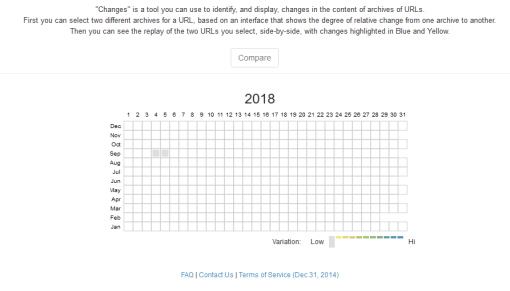 "Changes" is a tool you can use to identify, and display, changes in the content of archives of URLs.
First you can select two different archives for a URL, based on an interface that shows the degree of relative change from one archive to another.
Then you can see the replay of the two URLs you select, side-by-side, with changes highlighted in Blue and Yellow.
Compare
2018
1 2 3 4 5 6 7 8 9 10 11 12 13 14 15 16 17 18 19 20 21 22 23 24 25 26 27 28 29 30 31
Dec
Nov
Oct
Sep
Aug
Jul
Jun
May
Apr
Mar
Feb
Jan
Variation: Low Hi
FAQ | Contact Us | Terms of Service (Dec 31, 2014)